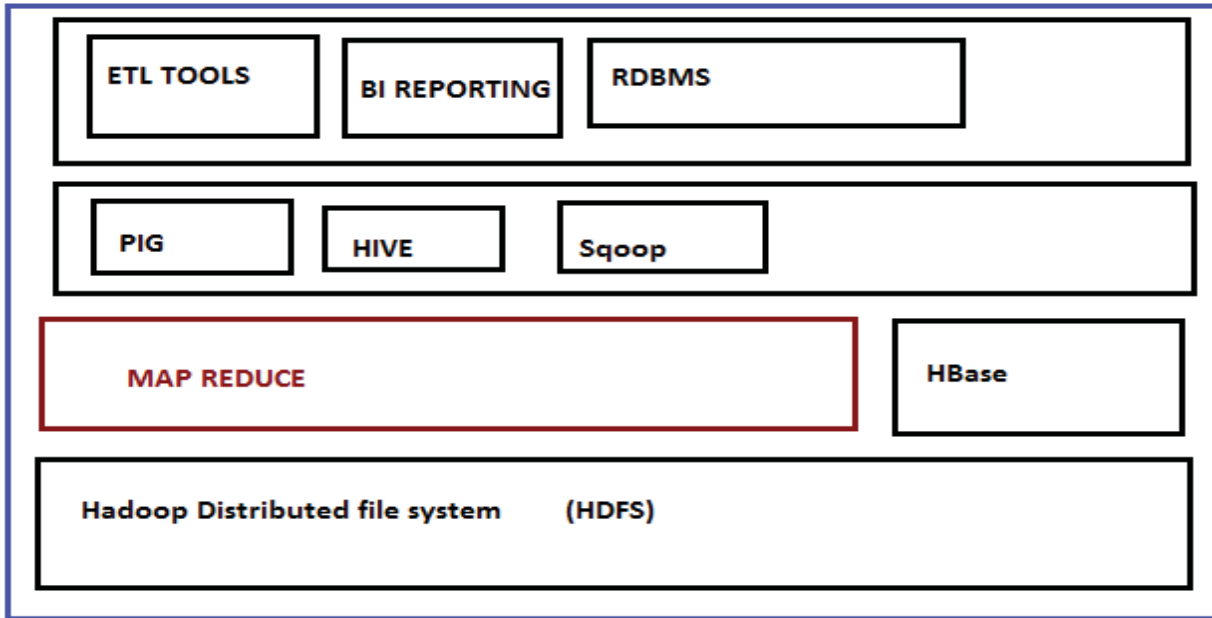 ETL TOOLS
BI REPORTING
RDBMS
PIG
HIVE
Sqoop
MAP REDUCE
HBase
Hadoop Distributed file system (HDFS)